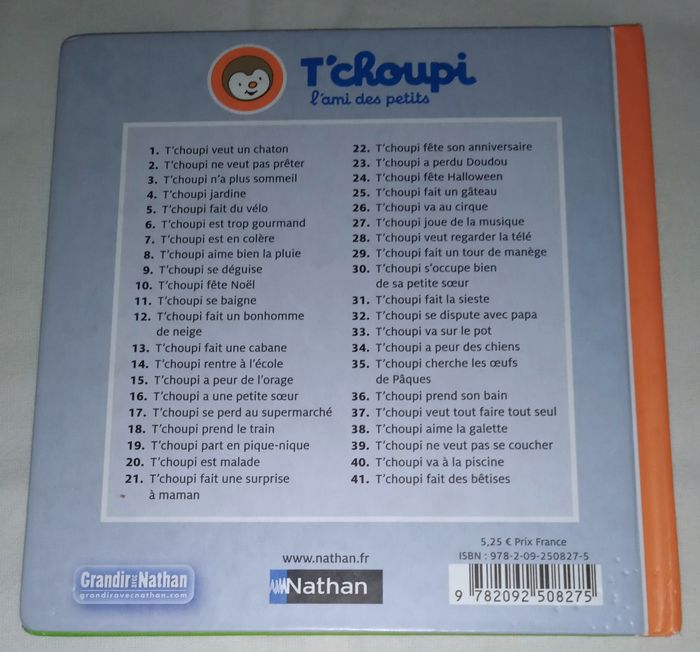 T'choupi
l'ami des petits
1. T'choupi veut un chaton
2. T'choupi ne veut pas prêter
3. T'choupi n'a plus sommeil
4. T'choupi jardine
5. T'choupi fait du vélo
6. T'choupi est trop gourmand
7. T'choupi est en colère
8. T'choupi aime bien la pluie
9. T'choupi se déguise
10. T'choupi fête Noël
11. T'choupi se baigne
12. T'choupi fait un bonhomme
de neige
13. T'choupi fait une cabane
14. T'choupi rentre à l'école
15. T'choupi a peur de l'orage
16. T'choupi a une petite sœur
17. T'choupi se perd au supermarché
18. T'choupi prend le train
19. T'choupi part en pique-nique
20. T'choupi est malade
21. T'choupi fait une surprise
à maman
22. T'choupi fête son anniversaire
23. T'choupi a perdu Doudou
24. T'choupi fête Halloween
25. T'choupi fait un gâteau
26. T'choupi va au cirque
27. T'choupi joue de la musique
28. T'choupi veut regarder la télé
29. T'choupi fait un tour de manège
30. T'choupi s'occupe bien
de sa petite sœur
31. T'choupi fait la sieste
32. T'choupi se dispute avec papa
33. T'choupi va sur le pot
34. T'choupi a peur des chiens
35. T'choupi cherche les œufs
de Pâques
36. T'choupi prend son bain
37. T'choupi veut tout faire tout seul
38. T'choupi aime la galette
39. T'choupi ne veut pas se coucher
40. T'choupi va à la piscine
41. T'choupi fait des bêtises
Grandir avec Nathan
grandiravecnathan.com
www.nathan.fr
Nathan
5,25 € Prix France
ISBN : 978-2-09-250827-5
9 782092 508275